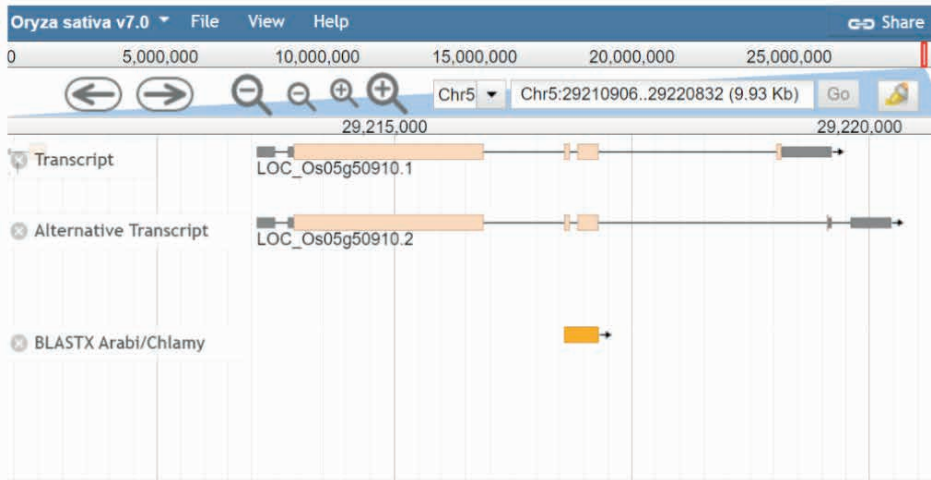 Oryza sativa v7.0 File View Help Share
0 5,000,000 10,000,000 15,000,000 20,000,000 25,000,000
Chr5 Chr5:29210906..29220832 (9.93 Kb) Go
29,215,000 29,220,000
Transcript
LOC_Os05g50910.1
Alternative Transcript
LOC_Os05g50910.2
BLASTX Arabi/Chlamy